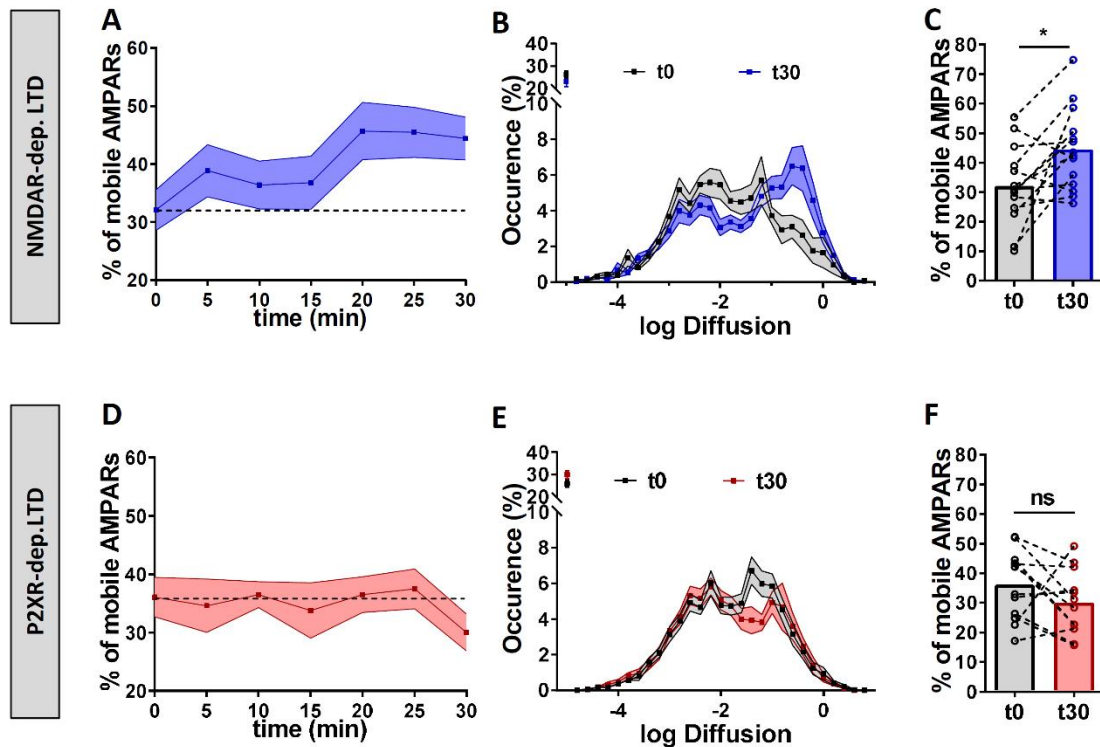 NMDAR-dep. LTD
A
% of mobile AMPARs
60
50
40
30
20
0 5 10 15 20 25 30
time (min)
B
Occurence (%)
40
30
20
10
8
6
4
2
0
t0 t30
-4 -2 0
log Diffusion
C
*
% of mobile AMPARs
80
70
60
50
40
30
20
10
0
t0 t30
P2XR-dep.LTD
D
% of mobile AMPARs
60
50
40
30
20
0 5 10 15 20 25 30
time (min)
E
Occurence (%)
40
30
20
10
8
6
4
2
0
t0 t30
-4 -2 0
log Diffusion
F
ns
% of mobile AMPARs
80
70
60
50
40
30
20
10
0
t0 t30